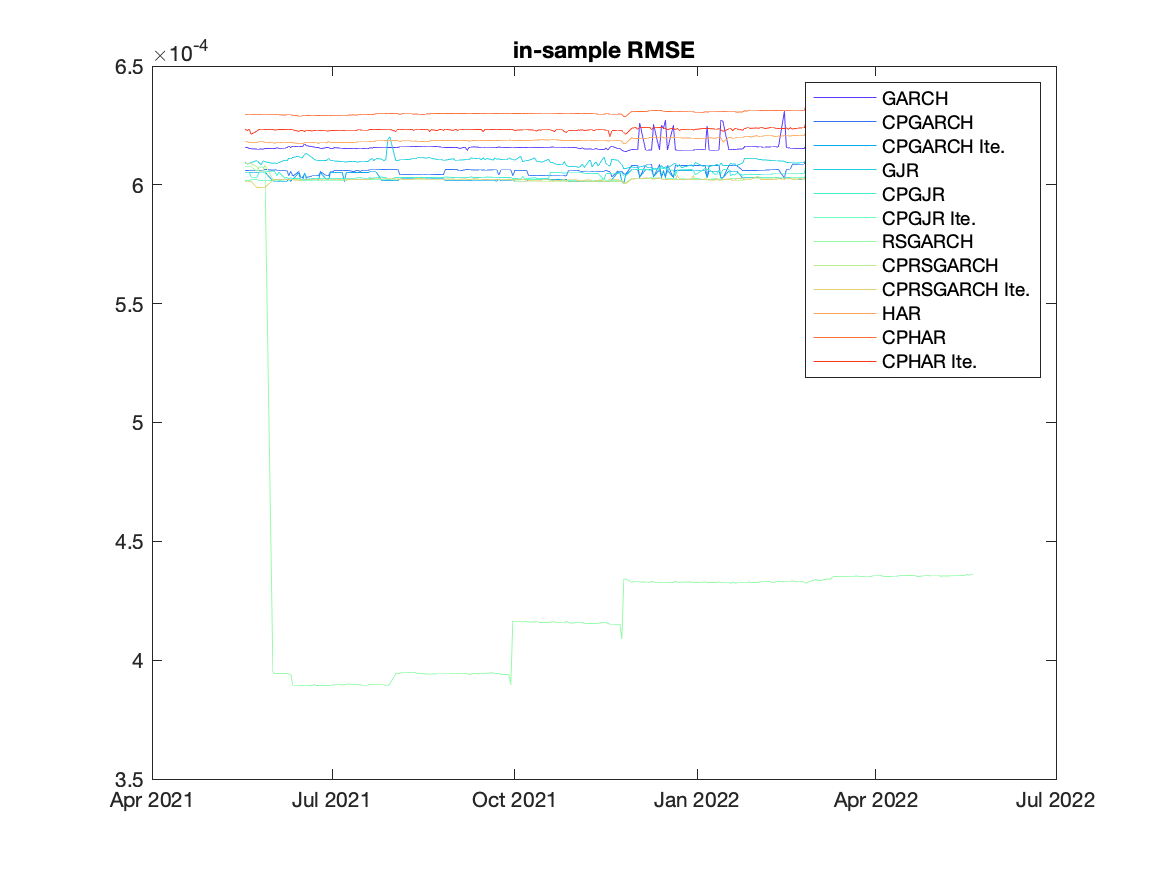 in-sample RMSE
×10-4
6.5
6
5.5
5
4.5
4
3.5
Apr 2021
Jul 2021
Oct 2021
Jan 2022
Apr 2022
Jul 2022
GARCH
CPGARCH
CPGARCH Ite.
GJR
CPGJR
CPGJR Ite.
RSGARCH
CPRSGARCH
CPRSGARCH Ite.
HAR
CPHAR
CPHAR Ite.